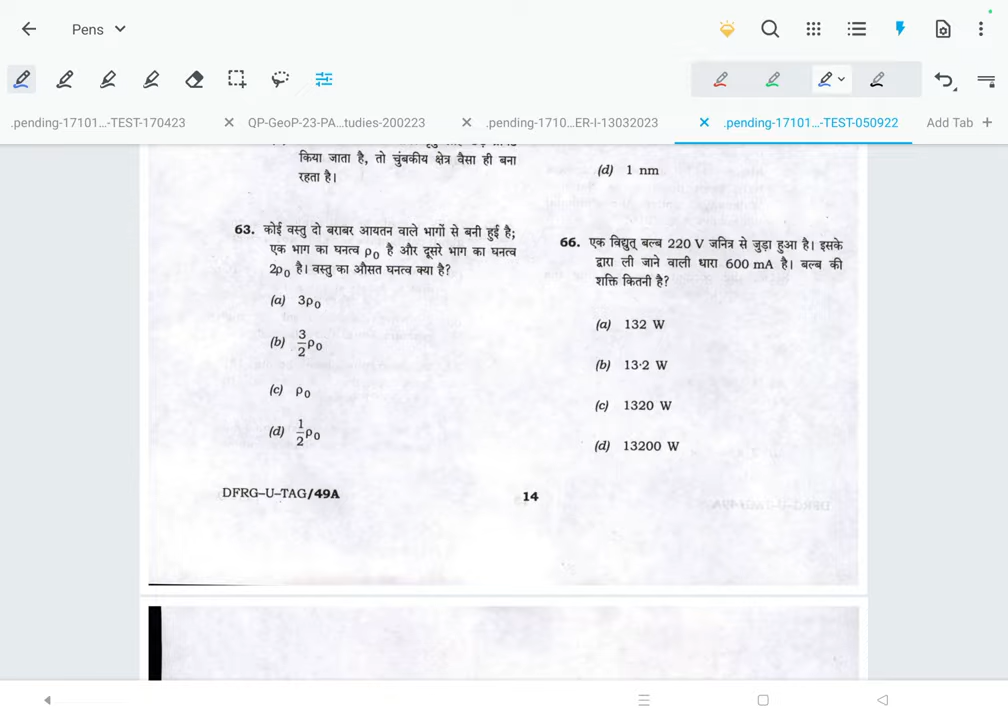 Pens
.pending-17101...-TEST-170423
QP-GeoP-23-PA...tudies-200223
.pending-1710...ER-I-13032023
.pending-17101...-TEST-050922
Add Tab
किया जाता है, तो चुंबकीय क्षेत्र वैसा ही बना
रहता है।
63. कोई वस्तु दो बराबर आयतन वाले भागों से बनी हुई है;
एक भाग का घनत्व ρ₀ है और दूसरे भाग का घनत्व
2ρ₀ है। वस्तु का औसत घनत्व क्या है?
(a) 3ρ₀
(b) 3/2 ρ₀
(c) ρ₀
(d) 1/2 ρ₀
DFRG–U–TAG/49A
(d) 1 nm
66. एक विद्युत् बल्ब 220 V जनित्र से जुड़ा हुआ है। इसके
द्वारा ली जाने वाली धारा 600 mA है। बल्ब की
शक्ति कितनी है?
(a) 132 W
(b) 13·2 W
(c) 1320 W
(d) 13200 W
14